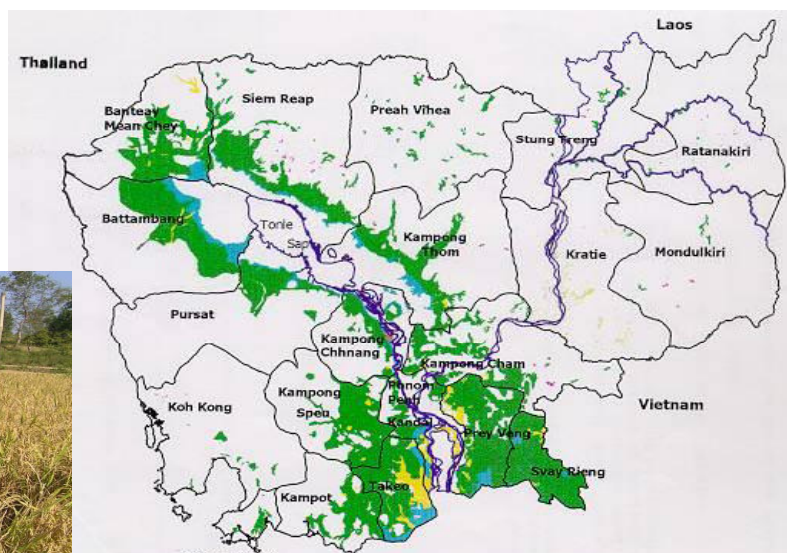 Laos
Thailand
Siem Reap
Preah Vihea
Banteay
Mean Chey
Stung Treng
Ratanakiri
Battambang
Tonle
Sap
Kampong
Thom
Kratie
Mondulkiri
Pursat
Kampong
Chhnang
Kampong Cham
Koh Kong
Kampong
Speu
Phnom
Penh
Kandal
Prey Veng
Vietnam
Svay Rieng
Takeo
Kampot